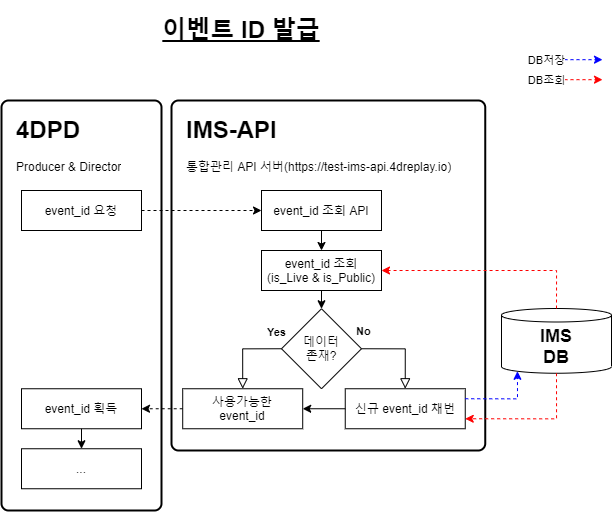 이벤트 ID 발급
DB저장
DB조회
4DPD
Producer & Director
event_id 요청
event_id 획득
...
IMS-API
통합관리 API 서버(https://test-ims-api.4dreplay.io)
event_id 조회 API
event_id 조회
(is_Live & is_Public)
데이터
존재?
Yes
No
사용가능한
event_id
신규 event_id 채번
IMS
DB